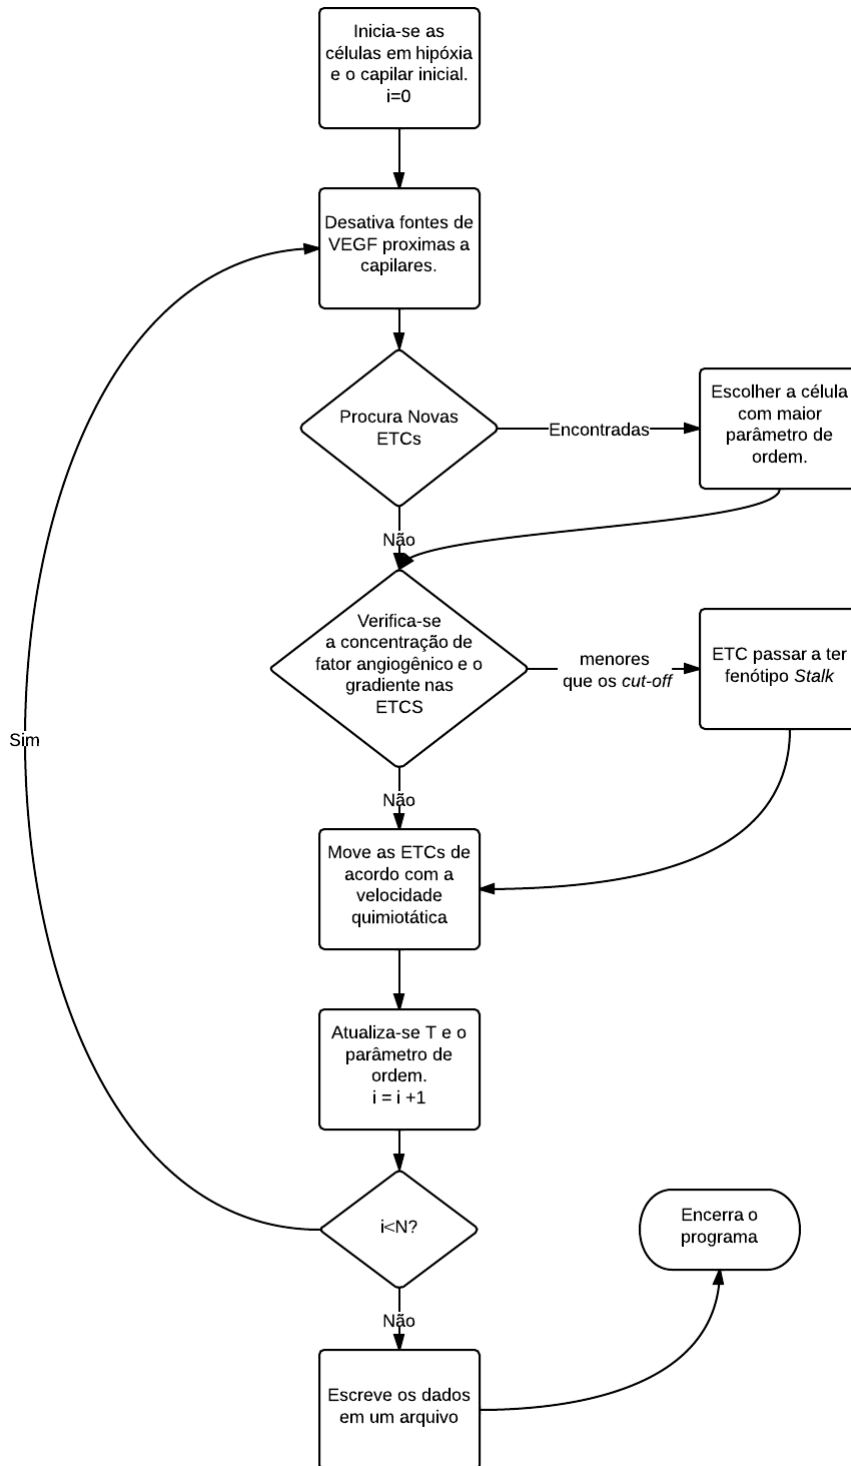 Inicia-se as
células em hipóxia
e o capilar inicial.
i=0
Desativa fontes de
VEGF proximas a
capilares.
Procura Novas
ETCs
Encontradas
Escolher a célula
com maior
parâmetro de
ordem.
Não
Verifica-se
a concentração de
fator angiogênico e o
gradiente nas
ETCS
menores
que os cut-off
ETC passar a ter
fenótipo Stalk
Sim
Não
Move as ETCs de
acordo com a
velocidade
quimiotática
Atualiza-se T e o
parâmetro de
ordem.
i = i +1
i<N?
Encerra o
programa
Não
Escreve os dados
em um arquivo